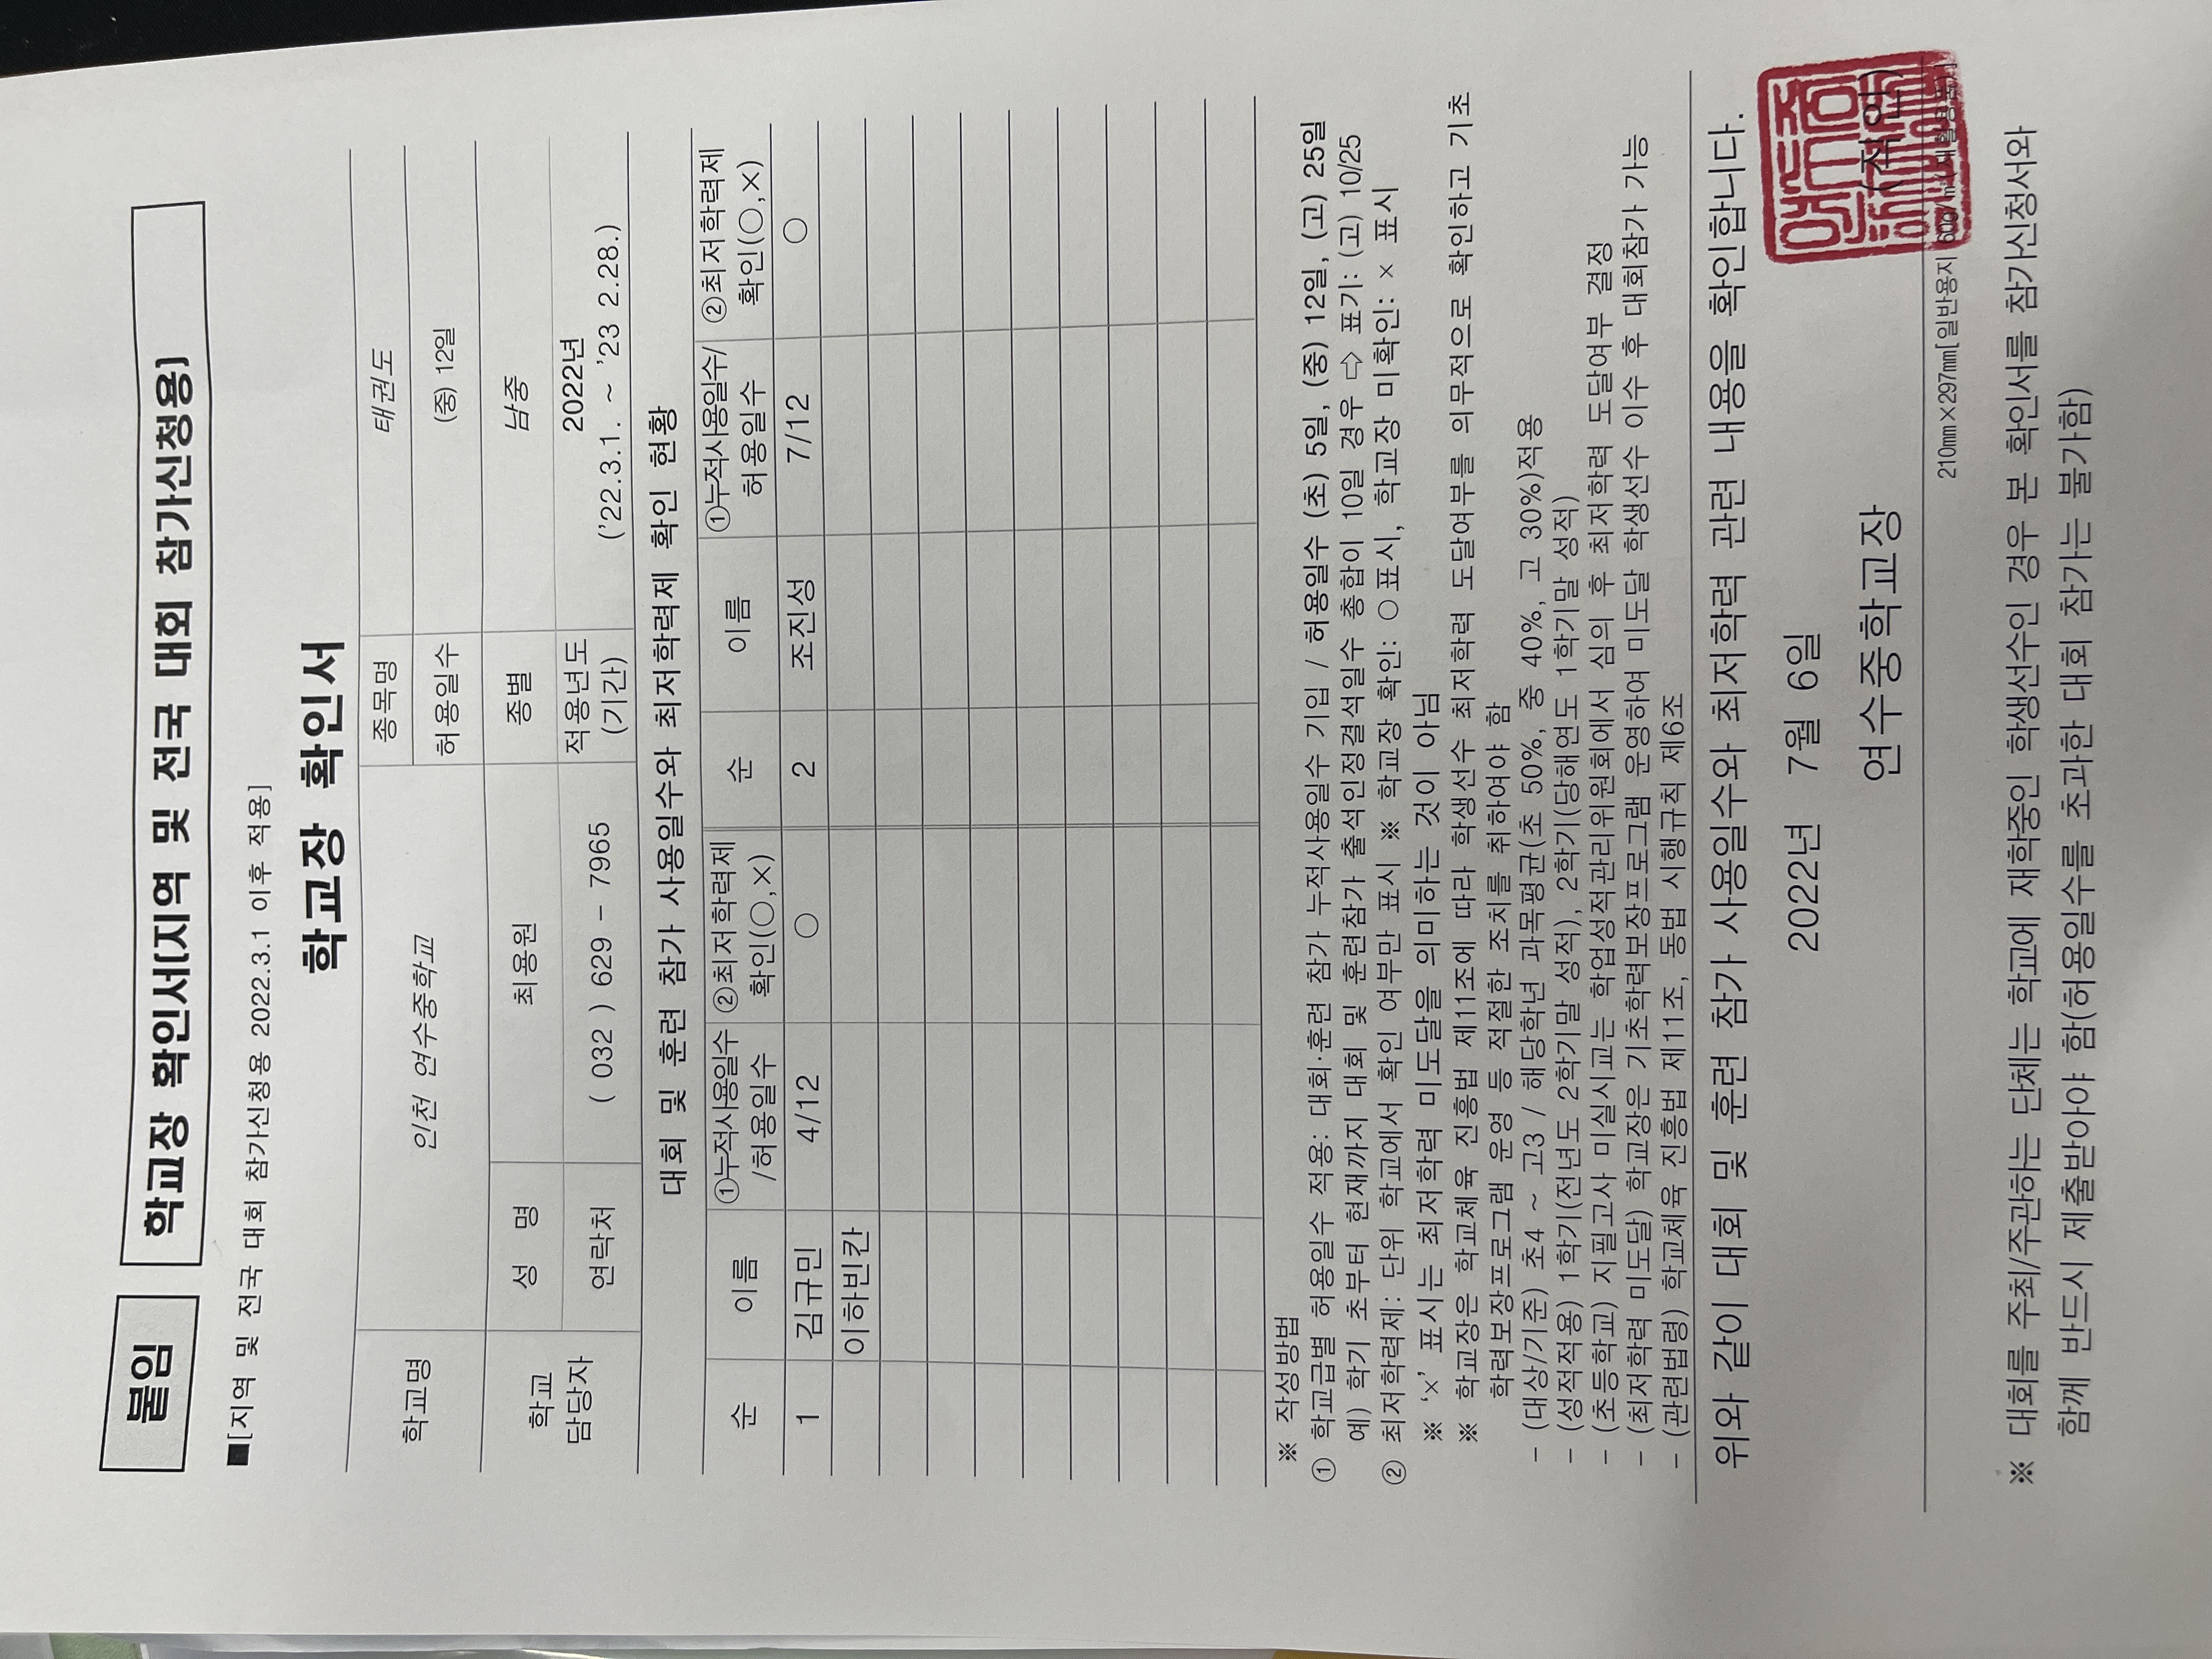 붙임
학교장 확인서(지역 및 전국 대회 참가신청용)
■[지역 및 전국 대회 참가신청용 2022.3.1 이후 적용]
학교장 확인서
학교명 인천 연수중학교 종목명 태권도
허용일수 (중) 12일
학교 담당자 성 명 최용원 종별 남중
연락처 ( 032 ) 629 - 7965 적용년도 (기간) 2022년
('22.3.1. ~ '23 2.28.)
대회 및 훈련 참가 사용일수와 최저학력제 확인 현황
순 이름 ①누적사용일수/허용일수 ②최저학력제 확인(○,×) 순 이름 ①누적사용일수/허용일수 ②최저학력제 확인(○,×)
1 김규민 4/12 ○ 2 조진성 7/12 ○
이하빈칸
※ 작성방법
① 학교급별 허용일수 적용: 대회·훈련 참가 누적사용일수 기입 / 허용일수 (초) 5일, (중) 12일, (고) 25일
예) 학기 초부터 현재까지 대회 및 훈련참가 출석인정결석일수 총합이 10일 경우 ⇨ 표기: (고) 10/25
② 최저학력제: 단위 학교에서 확인 여부만 표시 ※ 학교장 확인: ○표시, 학교장 미확인: × 표시
※ '×' 표시는 최저학력 미도달을 의미하는 것이 아님
※ 학교장은 학교체육 진흥법 제11조에 따라 학생선수 최저학력 도달여부를 의무적으로 확인하고 기초
학력보장프로그램 운영 등 적절한 조치를 취하여야 함
- (대상/기준) 초4 ~ 고3 / 해당학년 과목평균(초 50%, 중 40%, 고 30%)적용
- (성적적용) 1학기(전년도 2학기말 성적), 2학기(당해연도 1학기말 성적)
- (초등학교) 지필고사 미실시교는 학업성적관리위원회에서 심의 후 최저학력 도달여부 결정
- (최저학력 미도달) 학교장은 기초학력보장프로그램 운영하여 미도달 학생선수 이수 후 대회참가 가능
- (관련법령) 학교체육 진흥법 제11조, 동법 시행규칙 제6조
위와 같이 대회 및 훈련 참가 사용일수와 최저학력 관련 내용을 확인합니다.
2022년 7월 6일
연수중학교장 (직인)
210㎜×297㎜[일반용지 60g/㎡(재활용품)]
※ 대회를 주최/주관하는 단체는 학교에 재학중인 학생선수인 경우 본 확인서를 참가신청서와
함께 반드시 제출받아야 함(허용일수를 초과한 대회 참가는 불가함)